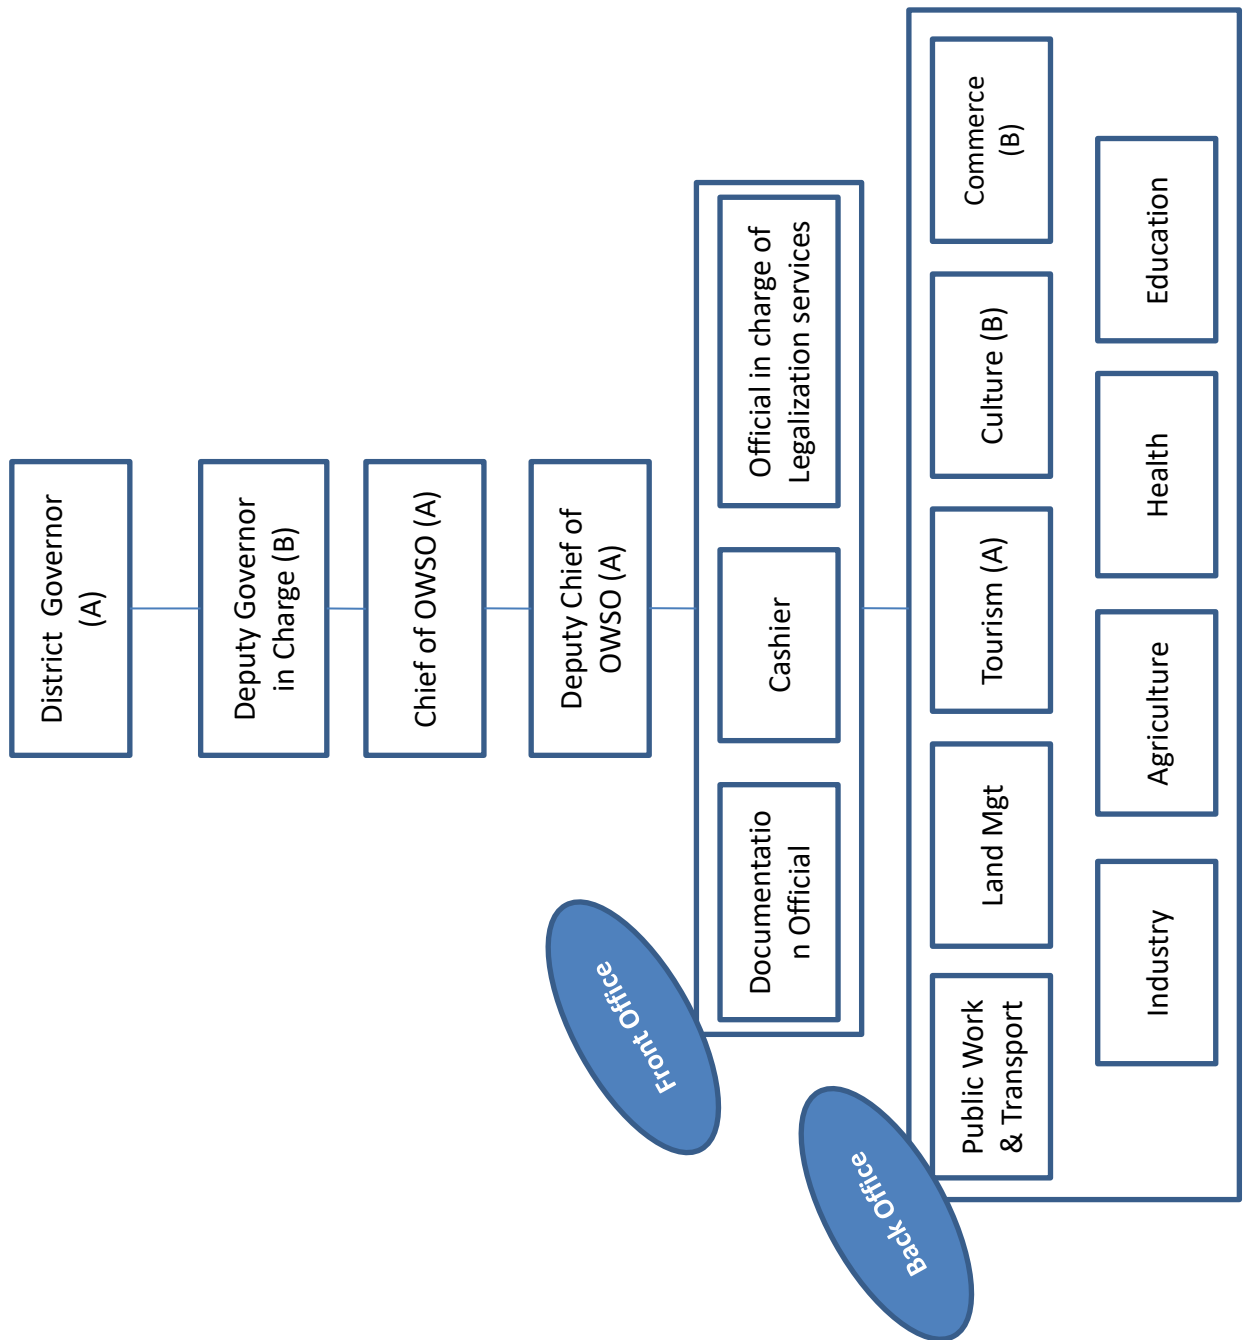 District Governor
(A)
Deputy Governor
in Charge (B)
Chief of OWSO (A)
Deputy Chief of
OWSO (A)
Front Office
Documentatio
n Official
Cashier
Official in charge of
Legalization services
Back Office
Public Work
& Transport
Land Mgt
Tourism (A)
Culture (B)
Commerce
(B)
Industry
Agriculture
Health
Education